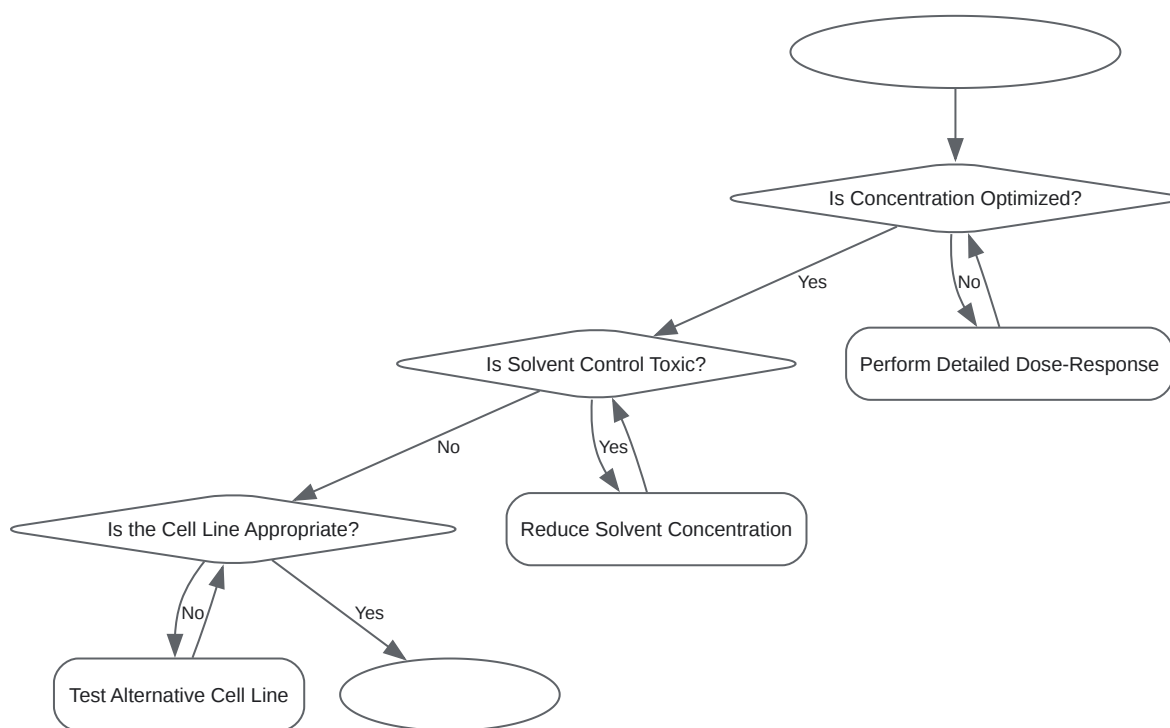 Is Concentration Optimized?
Yes
No
Is Solvent Control Toxic?
Perform Detailed Dose-Response
No
Yes
Is the Cell Line Appropriate?
Reduce Solvent Concentration
No
Yes
Test Alternative Cell Line